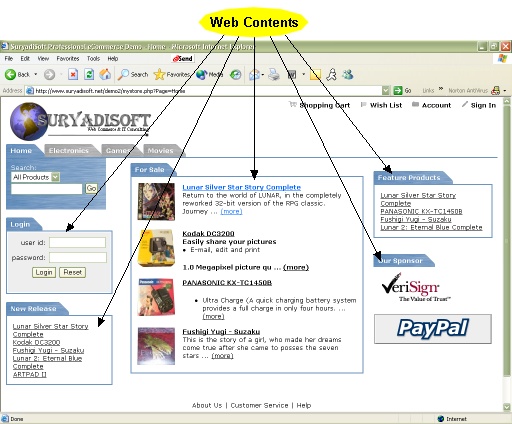 Web Contents
SuryadiSoft Professional eCommerce Demo - Home - Microsoft Internet Explorer
File Edit View Favorites Tools Help
Send
Back Search Favorites Media
Address http://www.suryadisoft.net/demo2/mystore.php?Page=Home Go Links » Norton AntiVirus
Shopping Cart Wish List Account Sign In
SURYADISOFT
Web Commerce & IT Consulting
Home Electronics Games Movies
Search:
All Products
Go
Login
user id:
password:
Login Reset
New Release
Lunar Silver Star Story
Complete
Kodak DC3200
Fushigi Yugi - Suzaku
Lunar 2: Eternal Blue
Complete
ARTPAD II
For Sale
Lunar Silver Star Story Complete
Return to the world of LUNAR, in the completely
reworked 32-bit version of the RPG classic.
Journey ... (more)
Kodak DC3200
Easily share your pictures
• E-mail, edit and print
1.0 Megapixel picture qu ... (more)
PANASONIC KX-TC1450B
• Ultra Charge (A quick charging battery system
provides a full charge in only four hours. ...
(more)
Fushigi Yugi - Suzaku
This is the story of a girl, who made her dreams
come true after she came to posses the seven
stars ... (more)
Feature Products
Lunar Silver Star Story
Complete
PANASONIC KX-TC1450B
Fushigi Yugi - Suzaku
Lunar 2: Eternal Blue Complete
Our Sponsor
VeriSign
The Value of Trust™
PayPal
About Us | Customer Service | Help
Done Internet